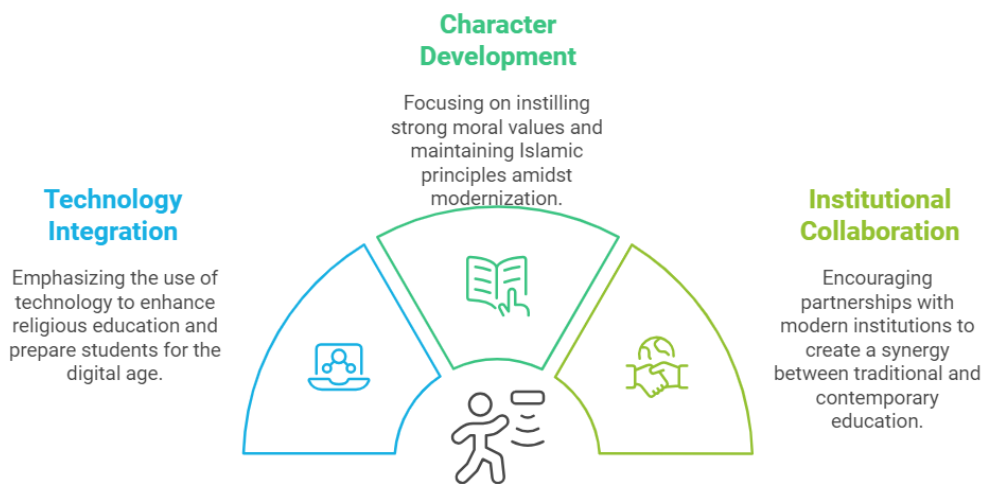 Character
Development
Focusing on instilling
strong moral values and
maintaining Islamic
principles amidst
modernization.
Technology
Integration
Emphasizing the use of
technology to enhance
religious education and
prepare students for the
digital age.
Institutional
Collaboration
Encouraging
partnerships with
modern institutions to
create a synergy
between traditional and
contemporary
education.